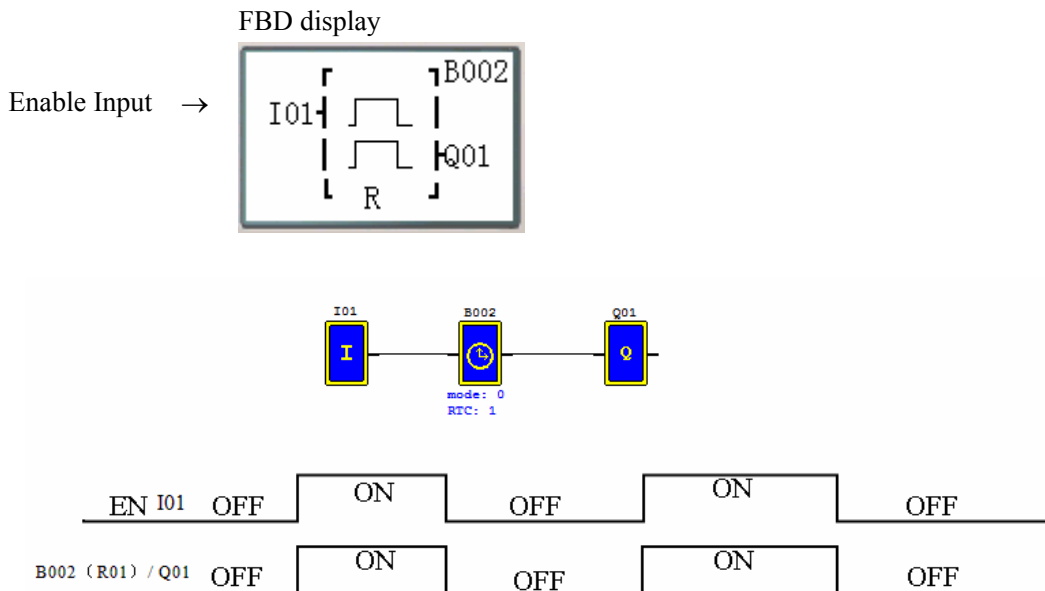 FBD display
B002
Enable Input →
I01
Q01
R
I01 B002 Q01
I Q
mode: 0
RTC: 1
EN I01 OFF ON OFF ON OFF
B002 (R01) / Q01 OFF ON OFF ON OFF